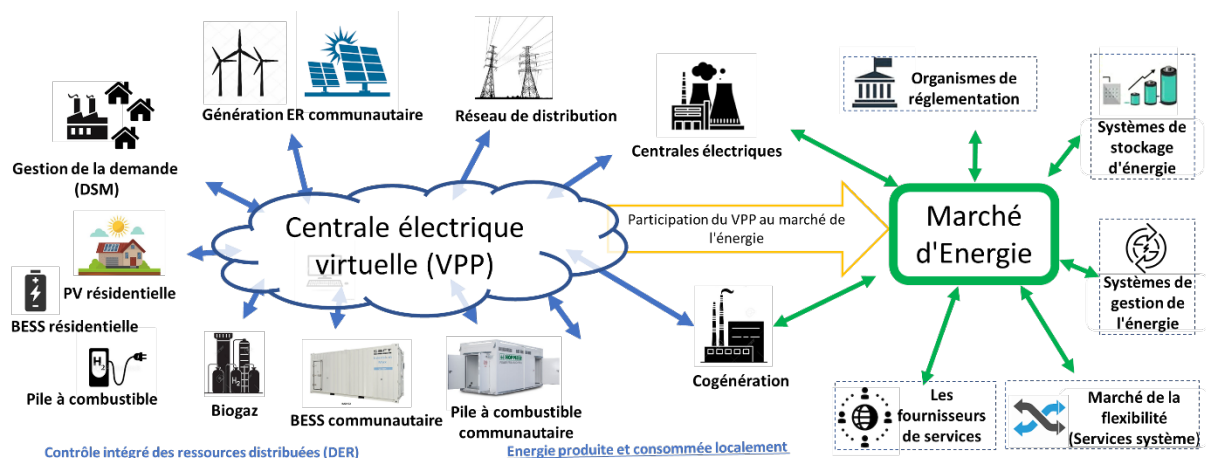 Génération ER communautaire
Réseau de distribution
Centrales électriques
Organismes de
réglementation
Systèmes de
stockage
d'énergie
Gestion de la demande
(DSM)
Centrale électrique
virtuelle (VPP)
Participation du VPP au marché de
l'énergie
Marché
d'Energie
PV résidentielle
BESS résidentielle
Systèmes de
gestion de
l'énergie
H2
Pile à combustible
Biogaz
BESS communautaire
Pile à combustible
communautaire
Cogénération
Les
fournisseurs
de services
Marché de la
flexibilité
(Services système)
Contrôle intégré des ressources distribuées (DER)
Energie produite et consommée localement